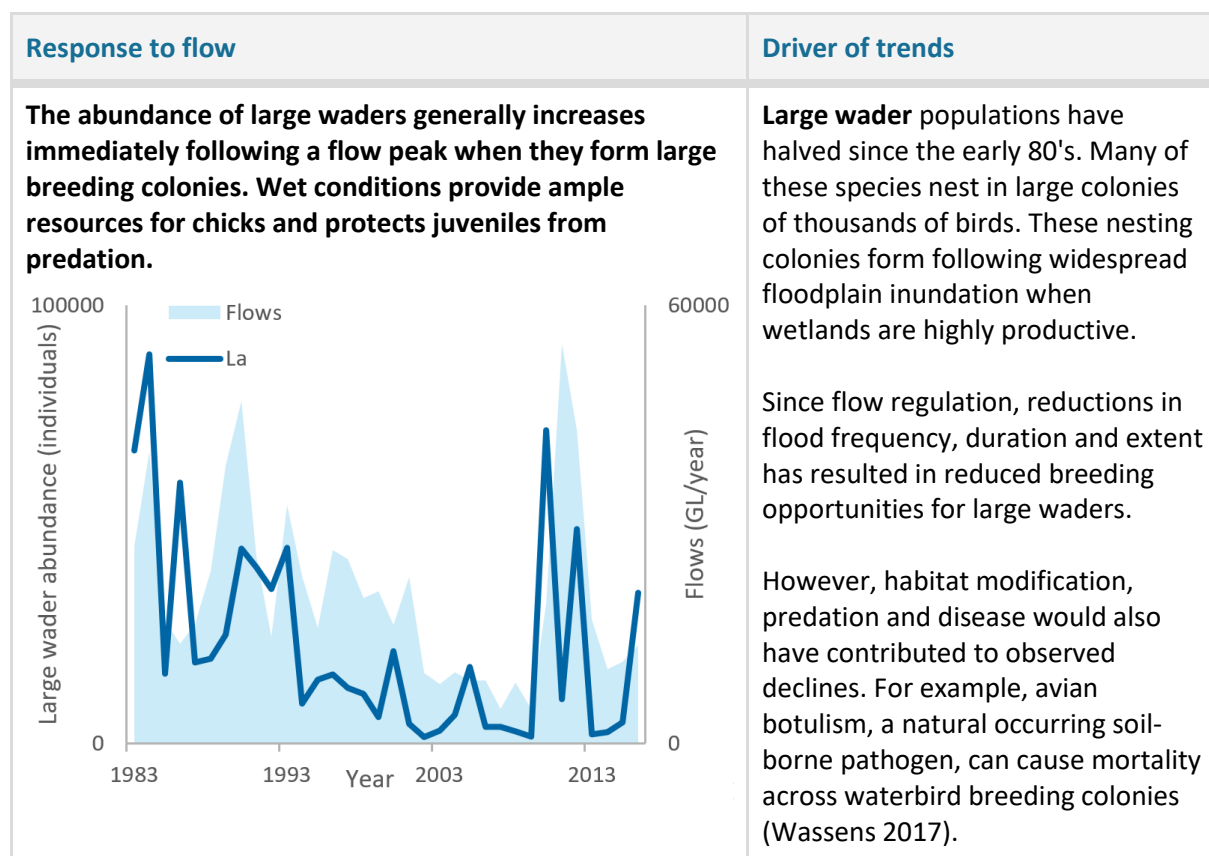 Response to flow
Driver of trends
The abundance of large waders generally increases
immediately following a flow peak when they form large
breeding colonies. Wet conditions provide ample
resources for chicks and protects juveniles from
predation.
100000
Flows
La
60000
Large wader abundance (individuals)
Flows (GL/year)
0
0
1983
1993
Year
2003
2013
Large wader populations have
halved since the early 80's. Many of
these species nest in large colonies
of thousands of birds. These nesting
colonies form following widespread
floodplain inundation when
wetlands are highly productive.
Since flow regulation, reductions in
flood frequency, duration and extent
has resulted in reduced breeding
opportunities for large waders.
However, habitat modification,
predation and disease would also
have contributed to observed
declines. For example, avian
botulism, a natural occurring soil-
borne pathogen, can cause mortality
across waterbird breeding colonies
(Wassens 2017).